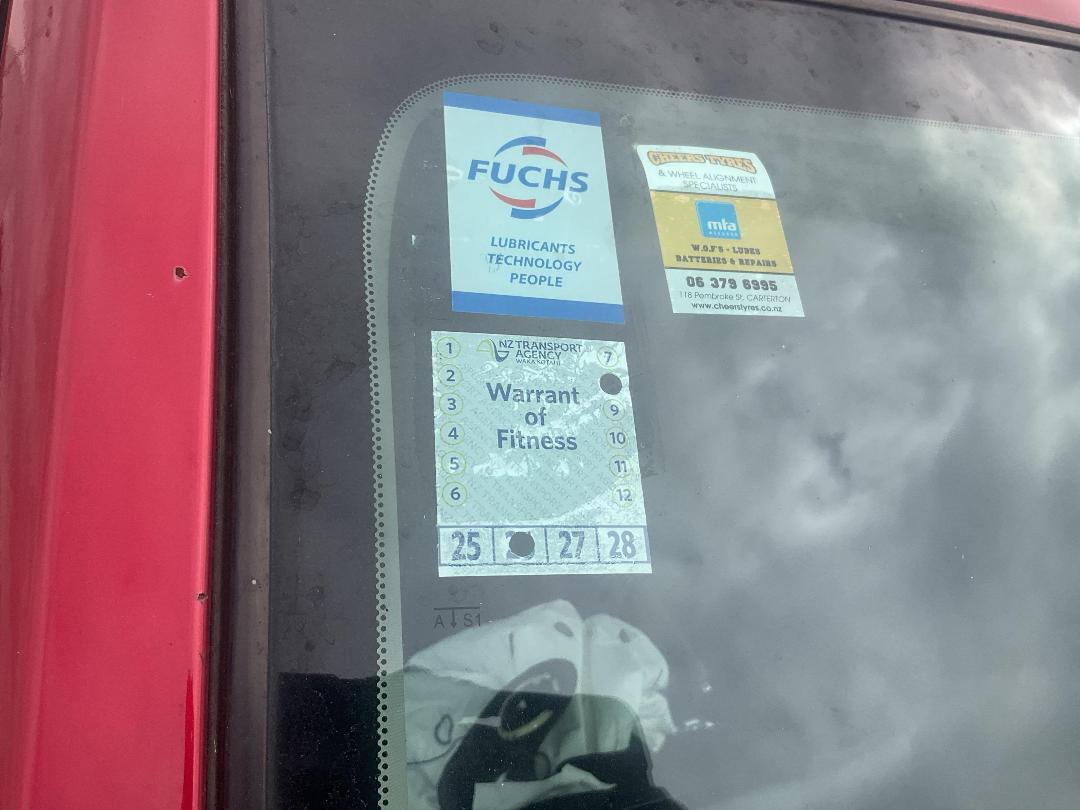 FUCHS
LUBRICANTS
TECHNOLOGY
PEOPLE
CHEERS TYRES
& WHEEL ALIGNMENT
SPECIALISTS
mta
W.O.F'S - LUBES
BATTERIES & REPAIRS
06 379 6995
118 Pembroke St, CARTERTON
www.cheerstyres.co.nz
NZ TRANSPORT
AGENCY
WAKA KOTAHI
Warrant
of
Fitness
1
2
3
4
5
6
7
9
10
11
12
25 27 28
A S1